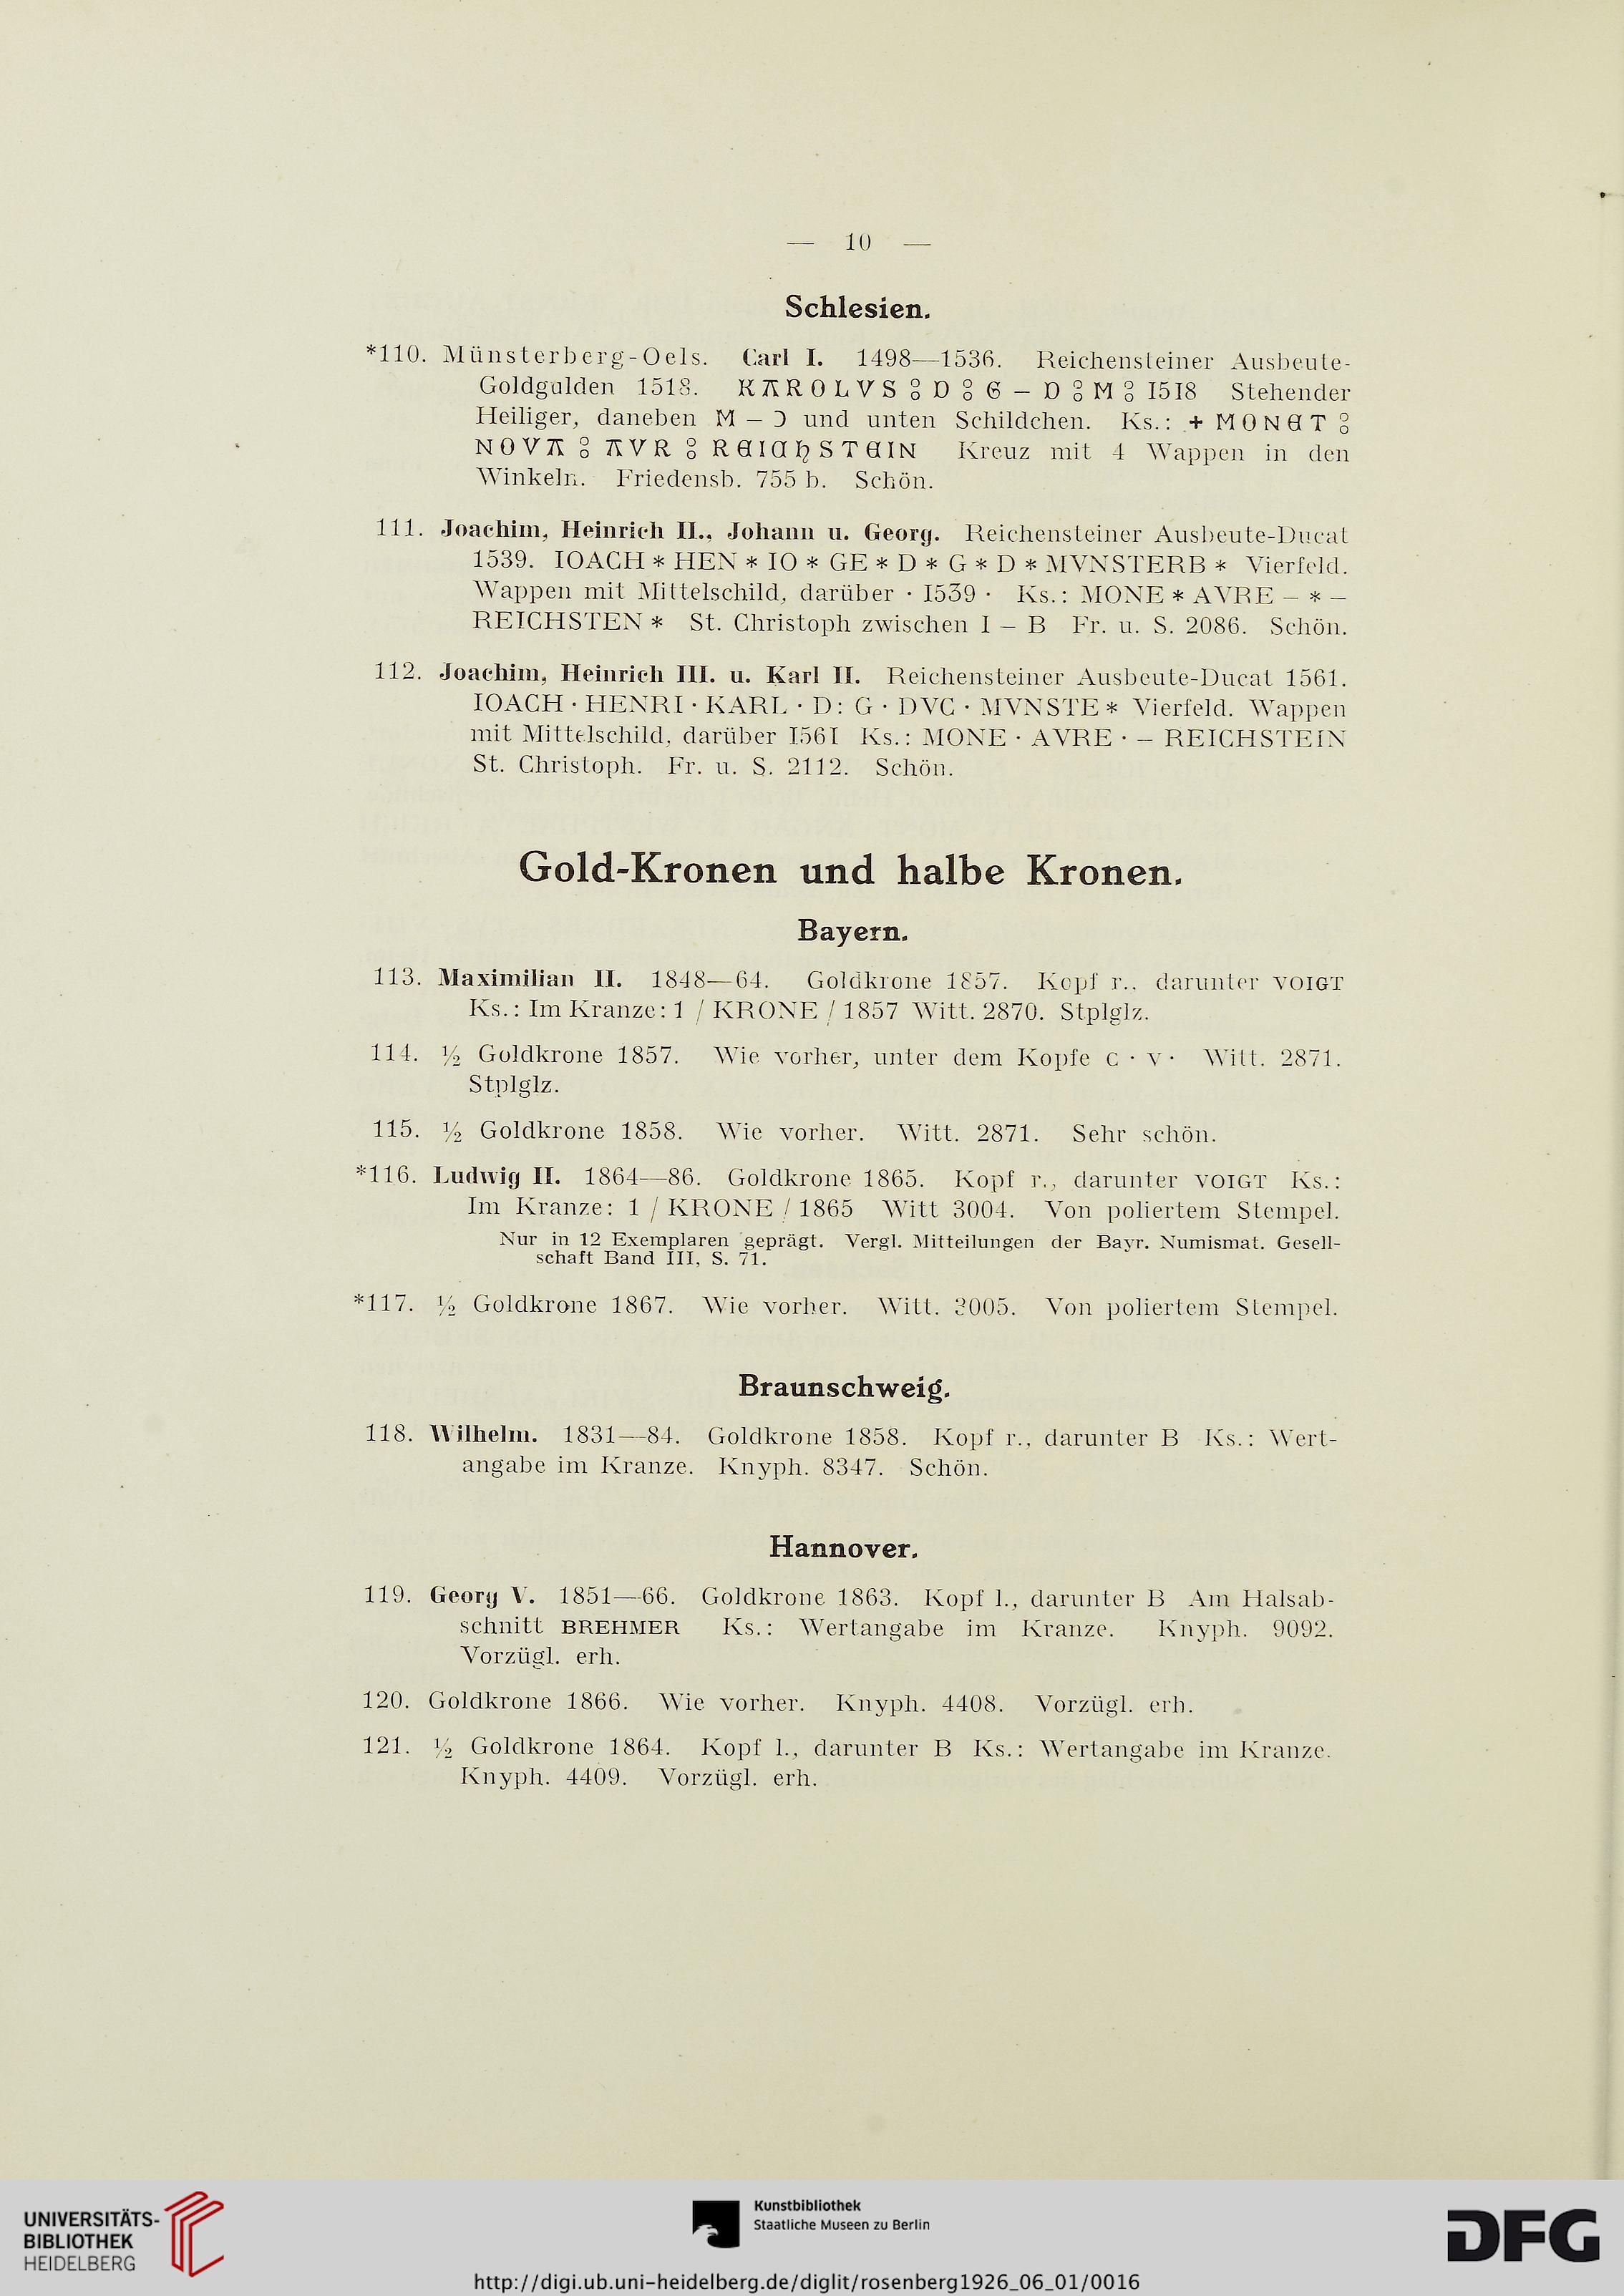 — 10 —
Schlesien.
*110. Münsterberg-Oels. Carl I. 1498—1536. Reichensteiner Ausbeute-
Goldgulden 1518. KAROLVS ⦂ D ⦂ G – D ⦂ M ⦂ 1518 Stehender
Heiliger, daneben M – Ɔ und unten Schildchen. Ks.: + MONET ⦂
NOVA ⦂ AVR ⦂ REICHSTEIN Kreuz mit 4 Wappen in den
Winkeln. Friedensb. 755 b. Schön.
111. Joachim, Heinrich II., Johann u. Georg. Reichensteiner Ausbeute-Ducat
1539. IOACH * HEN * IO * GE * D * G * D * MVNSTERB * Vierfeld.
Wappen mit Mittelschild, darüber · 1539 · Ks.: MONE * AVRE – * –
REICHSTEN * St. Christoph zwischen I – B Fr. u. S. 2086. Schön.
112. Joachim, Heinrich III. u. Karl II. Reichensteiner Ausbeute-Ducat 1561.
IOACH · HENRI · KARL · D: G · DVC · MVNSTE * Vierfeld. Wappen
mit Mittelschild, darüber 1561 Ks.: MONE · AVRE · – REICHSTEIN
St. Christoph. Fr. u. S. 2112. Schön.
Gold-Kronen und halbe Kronen.
Bayern.
113. Maximilian II. 1848—64. Goldkrone 1857. Kopf r., darunter VOIGT
Ks.: Im Kranze: 1 / KRONE / 1857 Witt. 2870. Stplglz.
114. ½ Goldkrone 1857. Wie vorher, unter dem Kopfe C · V · Witt. 2871.
Stplglz.
115. ½ Goldkrone 1858. Wie vorher. Witt. 2871. Sehr schön.
*116. Ludwig II. 1864—86. Goldkrone 1865. Kopf r., darunter VOIGT Ks.:
Im Kranze: 1 / KRONE / 1865 Witt 3004. Von poliertem Stempel.
Nur in 12 Exemplaren geprägt. Vergl. Mitteilungen der Bayr. Numismat. Gesell-
schaft Band III, S. 71.
*117. ½ Goldkrone 1867. Wie vorher. Witt. 3005. Von poliertem Stempel.
Braunschweig.
118. Wilhelm. 1831—84. Goldkrone 1858. Kopf r., darunter B Ks.: Wert-
angabe im Kranze. Knyph. 8347. Schön.
Hannover.
119. Georg V. 1851—66. Goldkrone 1863. Kopf l., darunter B Am Halsab-
schnitt BREHMER Ks.: Wertangabe im Kranze. Knyph. 9092.
Vorzügl. erh.
120. Goldkrone 1866. Wie vorher. Knyph. 4408. Vorzügl. erh.
121. ½ Goldkrone 1864. Kopf l., darunter B Ks.: Wertangabe im Kranze.
Knyph. 4409. Vorzügl. erh.
UNIVERSITÄTS-
BIBLIOTHEK
HEIDELBERG
Kunstbibliothek
Staatliche Museen zu Berlin
DFG
http://digi.ub.uni-heidelberg.de/diglit/rosenberg1926_06_01/0016